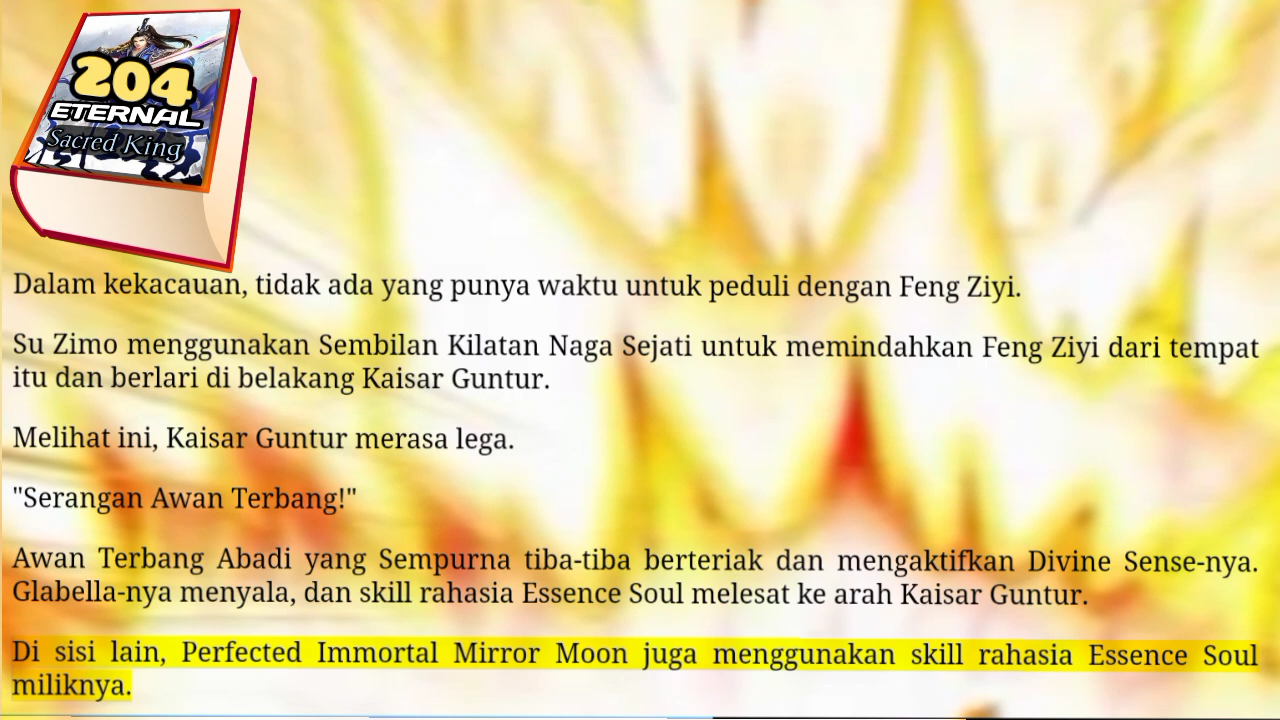 204
ETERNAL
Sacred King
Dalam kekacauan, tidak ada yang punya waktu untuk peduli dengan Feng Ziyi.
Su Zimo menggunakan Sembilan Kilatan Naga Sejati untuk memindahkan Feng Ziyi dari tempat
itu dan berlari di belakang Kaisar Guntur.
Melihat ini, Kaisar Guntur merasa lega.
"Serangan Awan Terbang!"
Awan Terbang Abadi yang Sempurna tiba-tiba berteriak dan mengaktifkan Divine Sense-nya.
Glabella-nya menyala, dan skill rahasia Essence Soul melesat ke arah Kaisar Guntur.
Di sisi lain, Perfected Immortal Mirror Moon juga menggunakan skill rahasia Essence Soul
miliknya.